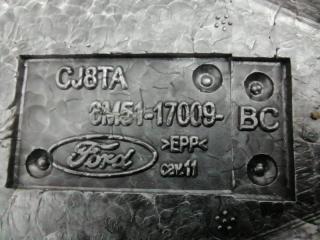 CJ8TA
6M51-17009- BC
Ford >EPP<
cav.11